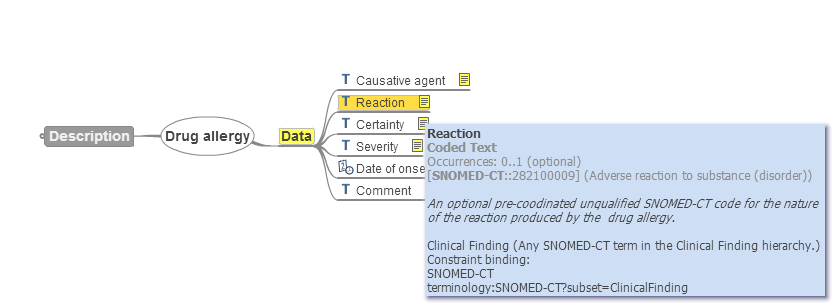 Description
Drug allergy
Data
T Causative agent
T Reaction
T Certainty
T Severity
Date of onse
T Comment
Reaction
Coded Text
Occurrences: 0..1 (optional)
[SNOMED-CT::282100009] (Adverse reaction to substance (disorder))
An optional pre-coodinated unqualified SNOMED-CT code for the nature
of the reaction produced by the drug allergy.
Clinical Finding (Any SNOMED-CT term in the Clinical Finding hierarchy.)
Constraint binding:
SNOMED-CT
terminology:SNOMED-CT?subset=ClinicalFinding